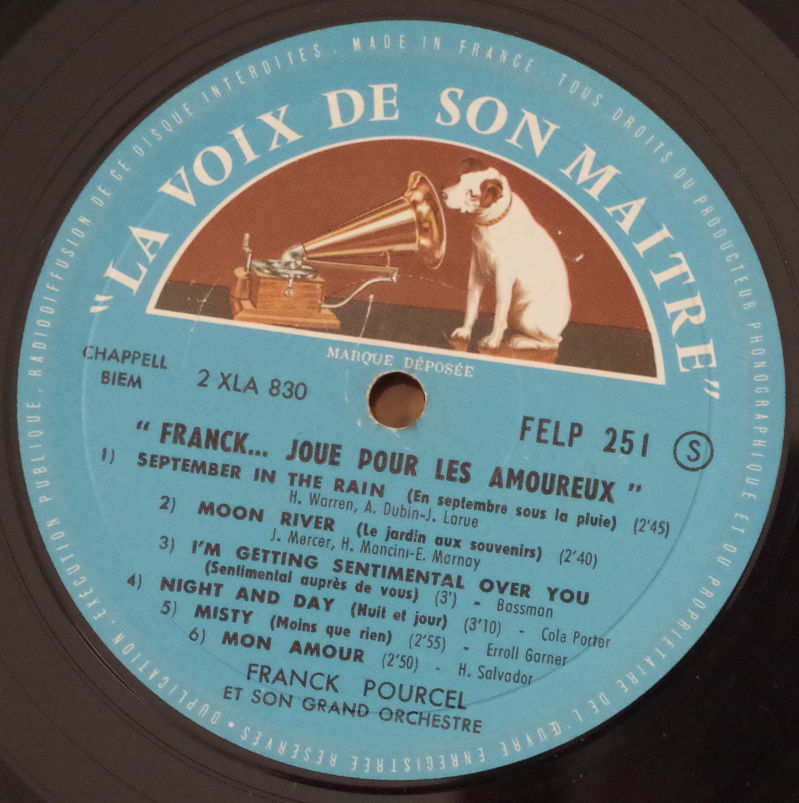 DUPLICATION. EXÉCUTION PUBLIQUE. RADIODIFFUSION DE CE DISQUE INTERDITES . MADE IN FRANCE. TOUS DROITS DU PRODUCTEUR PHONOGRAPHIQUE ET DU PROPRIÉTAIRE DE L'ŒUVRE ENREGISTRÉE RÉSERVÉS •
"LA VOIX DE SON MAITRE"
MARQUE DÉPOSÉE
CHAPPELL
BIEM
2 XLA 830
FELP 251 S
" FRANCK... JOUE POUR LES AMOUREUX "
1) SEPTEMBER IN THE RAIN (En septembre sous la pluie) (2'45)
H. Warren, A. Dubin-J. Larue
2) MOON RIVER (Le jardin aux souvenirs) (2'40)
J. Mercer, H. Mancini-E. Marnay
3) I'M GETTING SENTIMENTAL OVER YOU
(Sentimental auprès de vous) (3') - Bassman
4) NIGHT AND DAY (Nuit et jour) (3'10) - Cole Porter
5) MISTY (Moins que rien) (2'55) - Erroll Garner
6) MON AMOUR (2'50) - H. Salvador
FRANCK POURCEL
ET SON GRAND ORCHESTRE